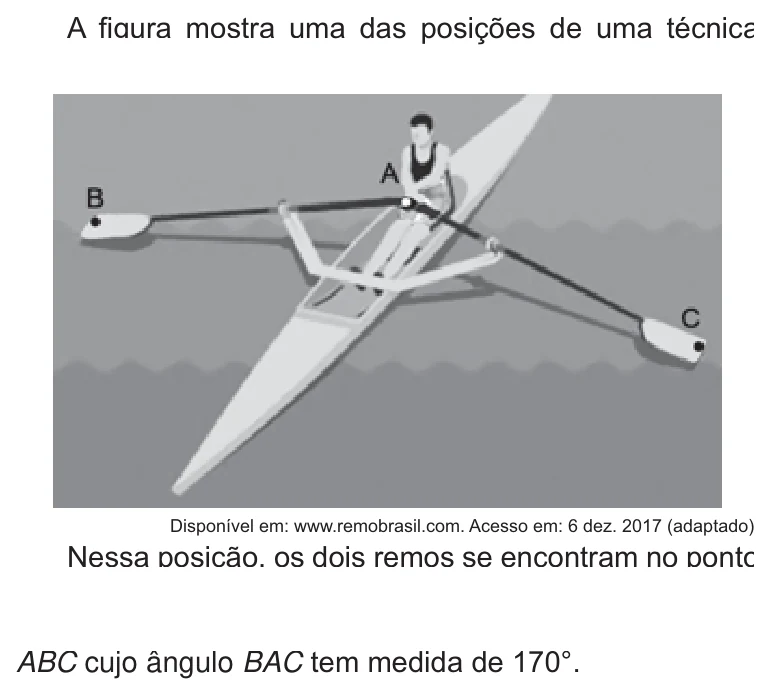 A figura mostra uma das posições de uma técnica
B
A
C
Disponível em: www.remobrasil.com. Acesso em: 6 dez. 2017 (adaptado)
Nessa posição, os dois remos se encontram no ponto
ABC cujo ângulo BAC tem medida de 170°.